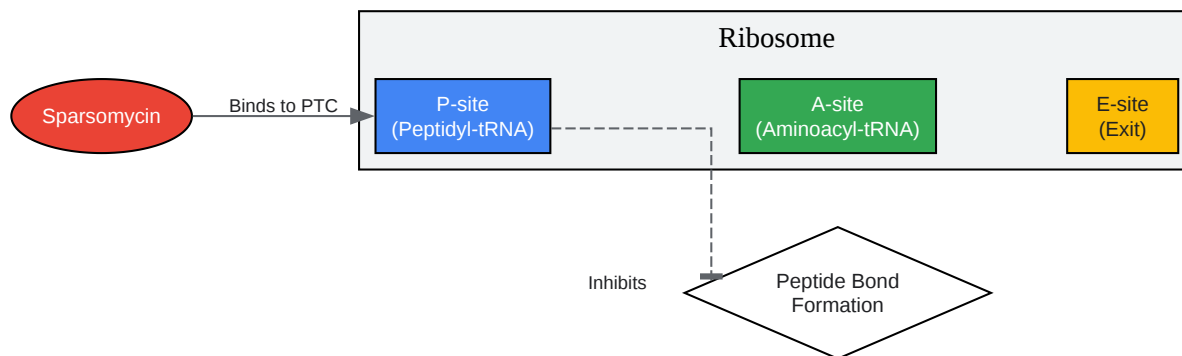 Ribosome
Sparsomycin
Binds to PTC
P-site
(Peptidyl-tRNA)
A-site
(Aminoacyl-tRNA)
E-site
(Exit)
Inhibits
Peptide Bond
Formation